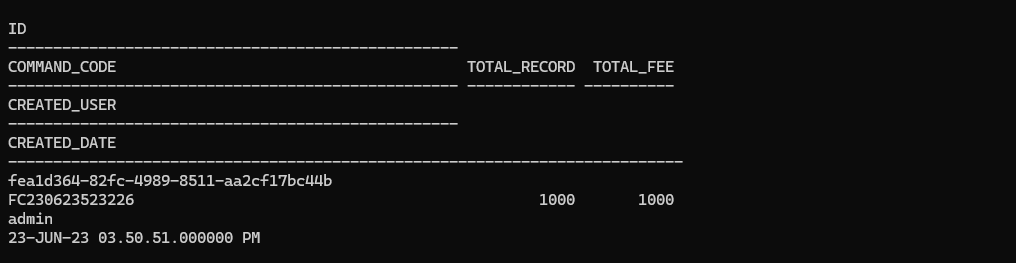 ID
--------------------------------------------------
COMMAND_CODE TOTAL_RECORD TOTAL_FEE
-------------------------------------------------- ------------ ----------
CREATED_USER
--------------------------------------------------
CREATED_DATE
---------------------------------------------------------------------------
fea1d364-82fc-4989-8511-aa2cf17bc44b
FC230623523226 1000 1000
admin
23-JUN-23 03.50.51.000000 PM